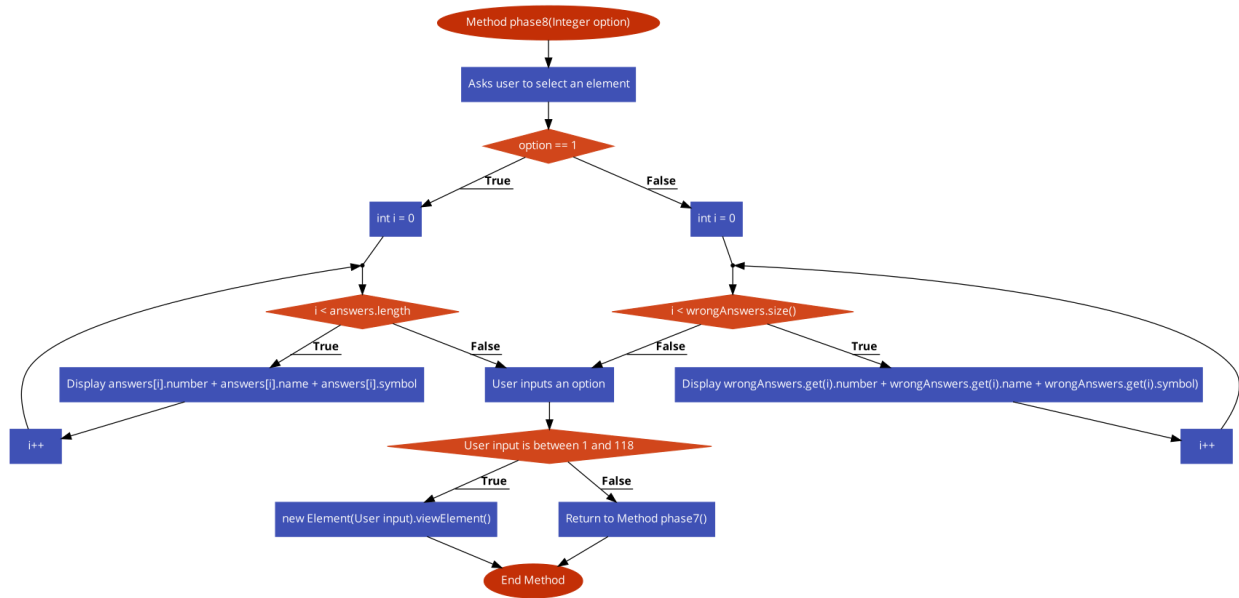 Method phase8(Integer option)
Asks user to select an element
option == 1
True
False
int i = 0
int i = 0
i < answers.length
i < wrongAnswers.size()
True
False
False
True
Display answers[i].number + answers[i].name + answers[i].symbol
User inputs an option
Display wrongAnswers.get(i).number + wrongAnswers.get(i).name + wrongAnswers.get(i).symbol)
i++
User input is between 1 and 118
i++
True
False
new Element(User input).viewElement()
Return to Method phase7()
End Method